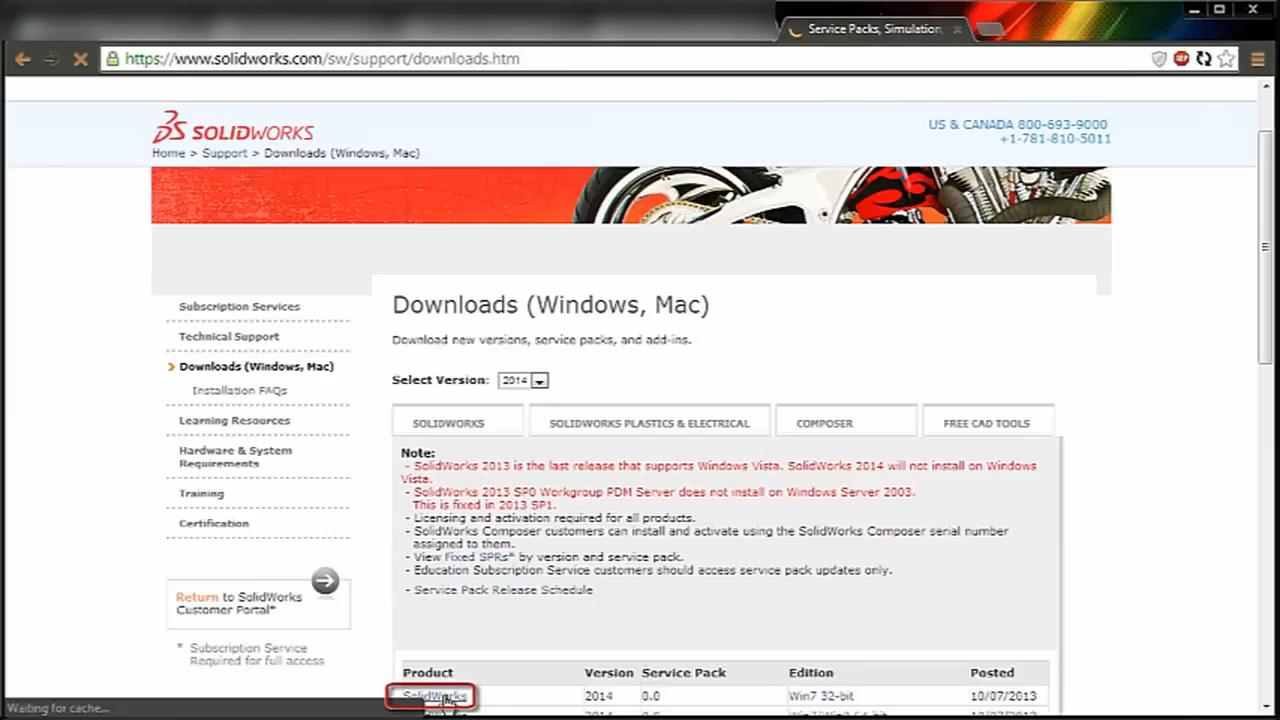 Service Packs, Simulation
https://www.solidworks.com/sw/support/downloads.htm
SOLIDWORKS
US & CANADA 800-693-9000
+1-781-810-5011
Home > Support > Downloads (Windows, Mac)
Subscription Services
Technical Support
Downloads (Windows, Mac)
Installation FAQs
Learning Resources
Hardware & System
Requirements
Training
Certification
Return to SolidWorks
Customer Portal*
* Subscription Service
Required for full access
Downloads (Windows, Mac)
Download new versions, service packs, and add-ins.
Select Version: 2014
SOLIDWORKS SOLIDWORKS PLASTICS & ELECTRICAL COMPOSER FREE CAD TOOLS
Note:
- SolidWorks 2013 is the last release that supports Windows Vista. SolidWorks 2014 will not install on Windows
Vista.
- SolidWorks 2013 SP0 Workgroup PDM Server does not install on Windows Server 2003.
This is fixed in 2013 SP1.
- Licensing and activation required for all products.
- SolidWorks Composer customers can install and activate using the SolidWorks Composer serial number
assigned to them.
- View Fixed SPRs* by version and service pack.
- Education Subscription Service customers should access service pack updates only.
- Service Pack Release Schedule
Product Version Service Pack Edition Posted
SolidWorks 2014 0.0 Win7 32-bit 10/07/2013
Waiting for cache...